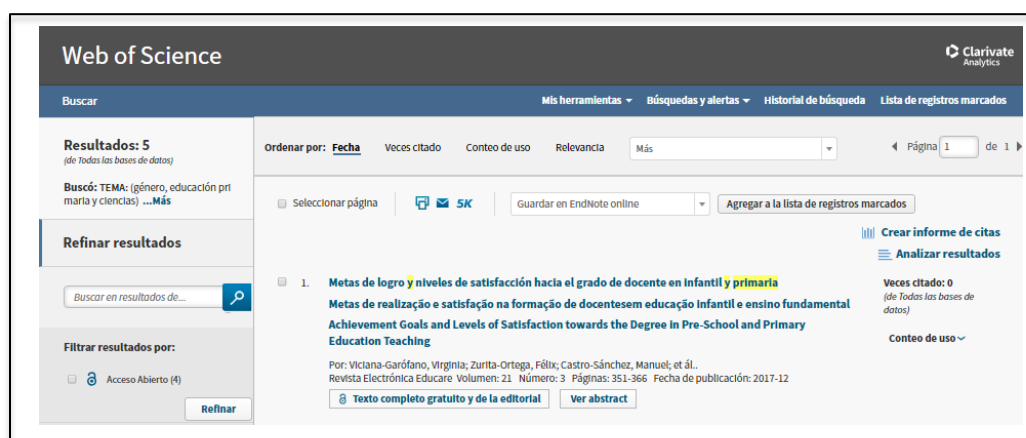 Web of Science
Clarivate
Analytics
Buscar
Mis herramientas
Búsquedas y alertas
Historial de búsqueda
Lista de registros marcados
Resultados: 5
(de Todas las bases de datos)
Buscó: TEMA: (género, educación pri
maria y ciencias) ...Más
Refinar resultados
Buscar en resultados de...
Filtrar resultados por:
Acceso Abierto (4)
Refinar
Ordenar por: Fecha Veces citado Conteo de uso Relevancia Más
Página 1 de 1
Seleccionar página
5K
Guardar en EndNote online
Agregar a la lista de registros marcados
Crear informe de citas
Analizar resultados
1. Metas de logro y niveles de satisfacción hacia el grado de docente en infantil y primaria
Metas de realização e satisfação na formação de docentesem educação infantil e ensino fundamental
Achievement Goals and Levels of Satisfaction towards the Degree in Pre-School and Primary
Education Teaching
Por: Viciana-Garófano, Virginia; Zurita-Ortega, Félix; Castro-Sánchez, Manuel; et ál..
Revista Electrónica Educare Volumen: 21 Número: 3 Páginas: 351-366 Fecha de publicación: 2017-12
Texto completo gratuito y de la editorial
Ver abstract
Veces citado: 0
(de Todas las bases de
datos)
Conteo de uso